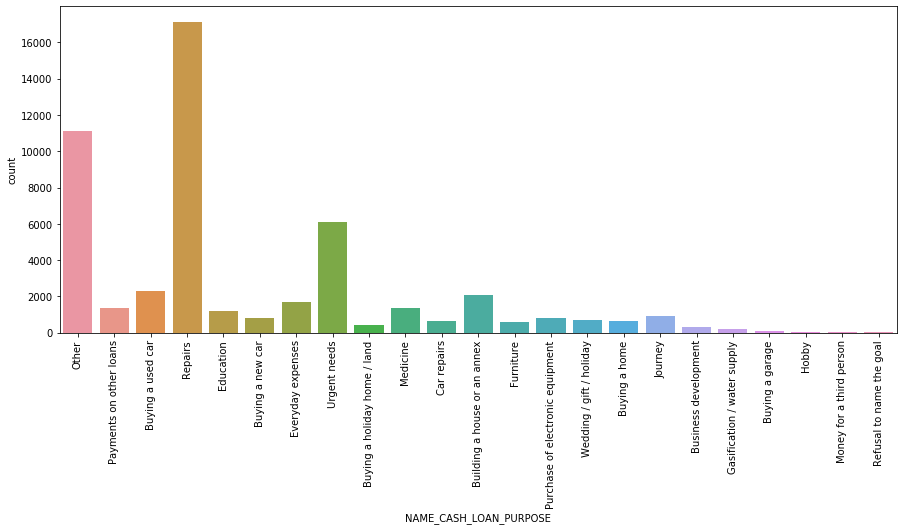 16000
14000
12000
10000
8000
6000
4000
2000
0
count
Other
Payments on other loans
Buying a used car
Repairs
Education
Buying a new car
Everyday expenses
Urgent needs
Buying a holiday home / land
Medicine
Car repairs
Building a house or an annex
Furniture
Purchase of electronic equipment
Wedding / gift / holiday
Buying a home
Journey
Business development
Gasification / water supply
Buying a garage
Hobby
Money for a third person
Refusal to name the goal
NAME_CASH_LOAN_PURPOSE